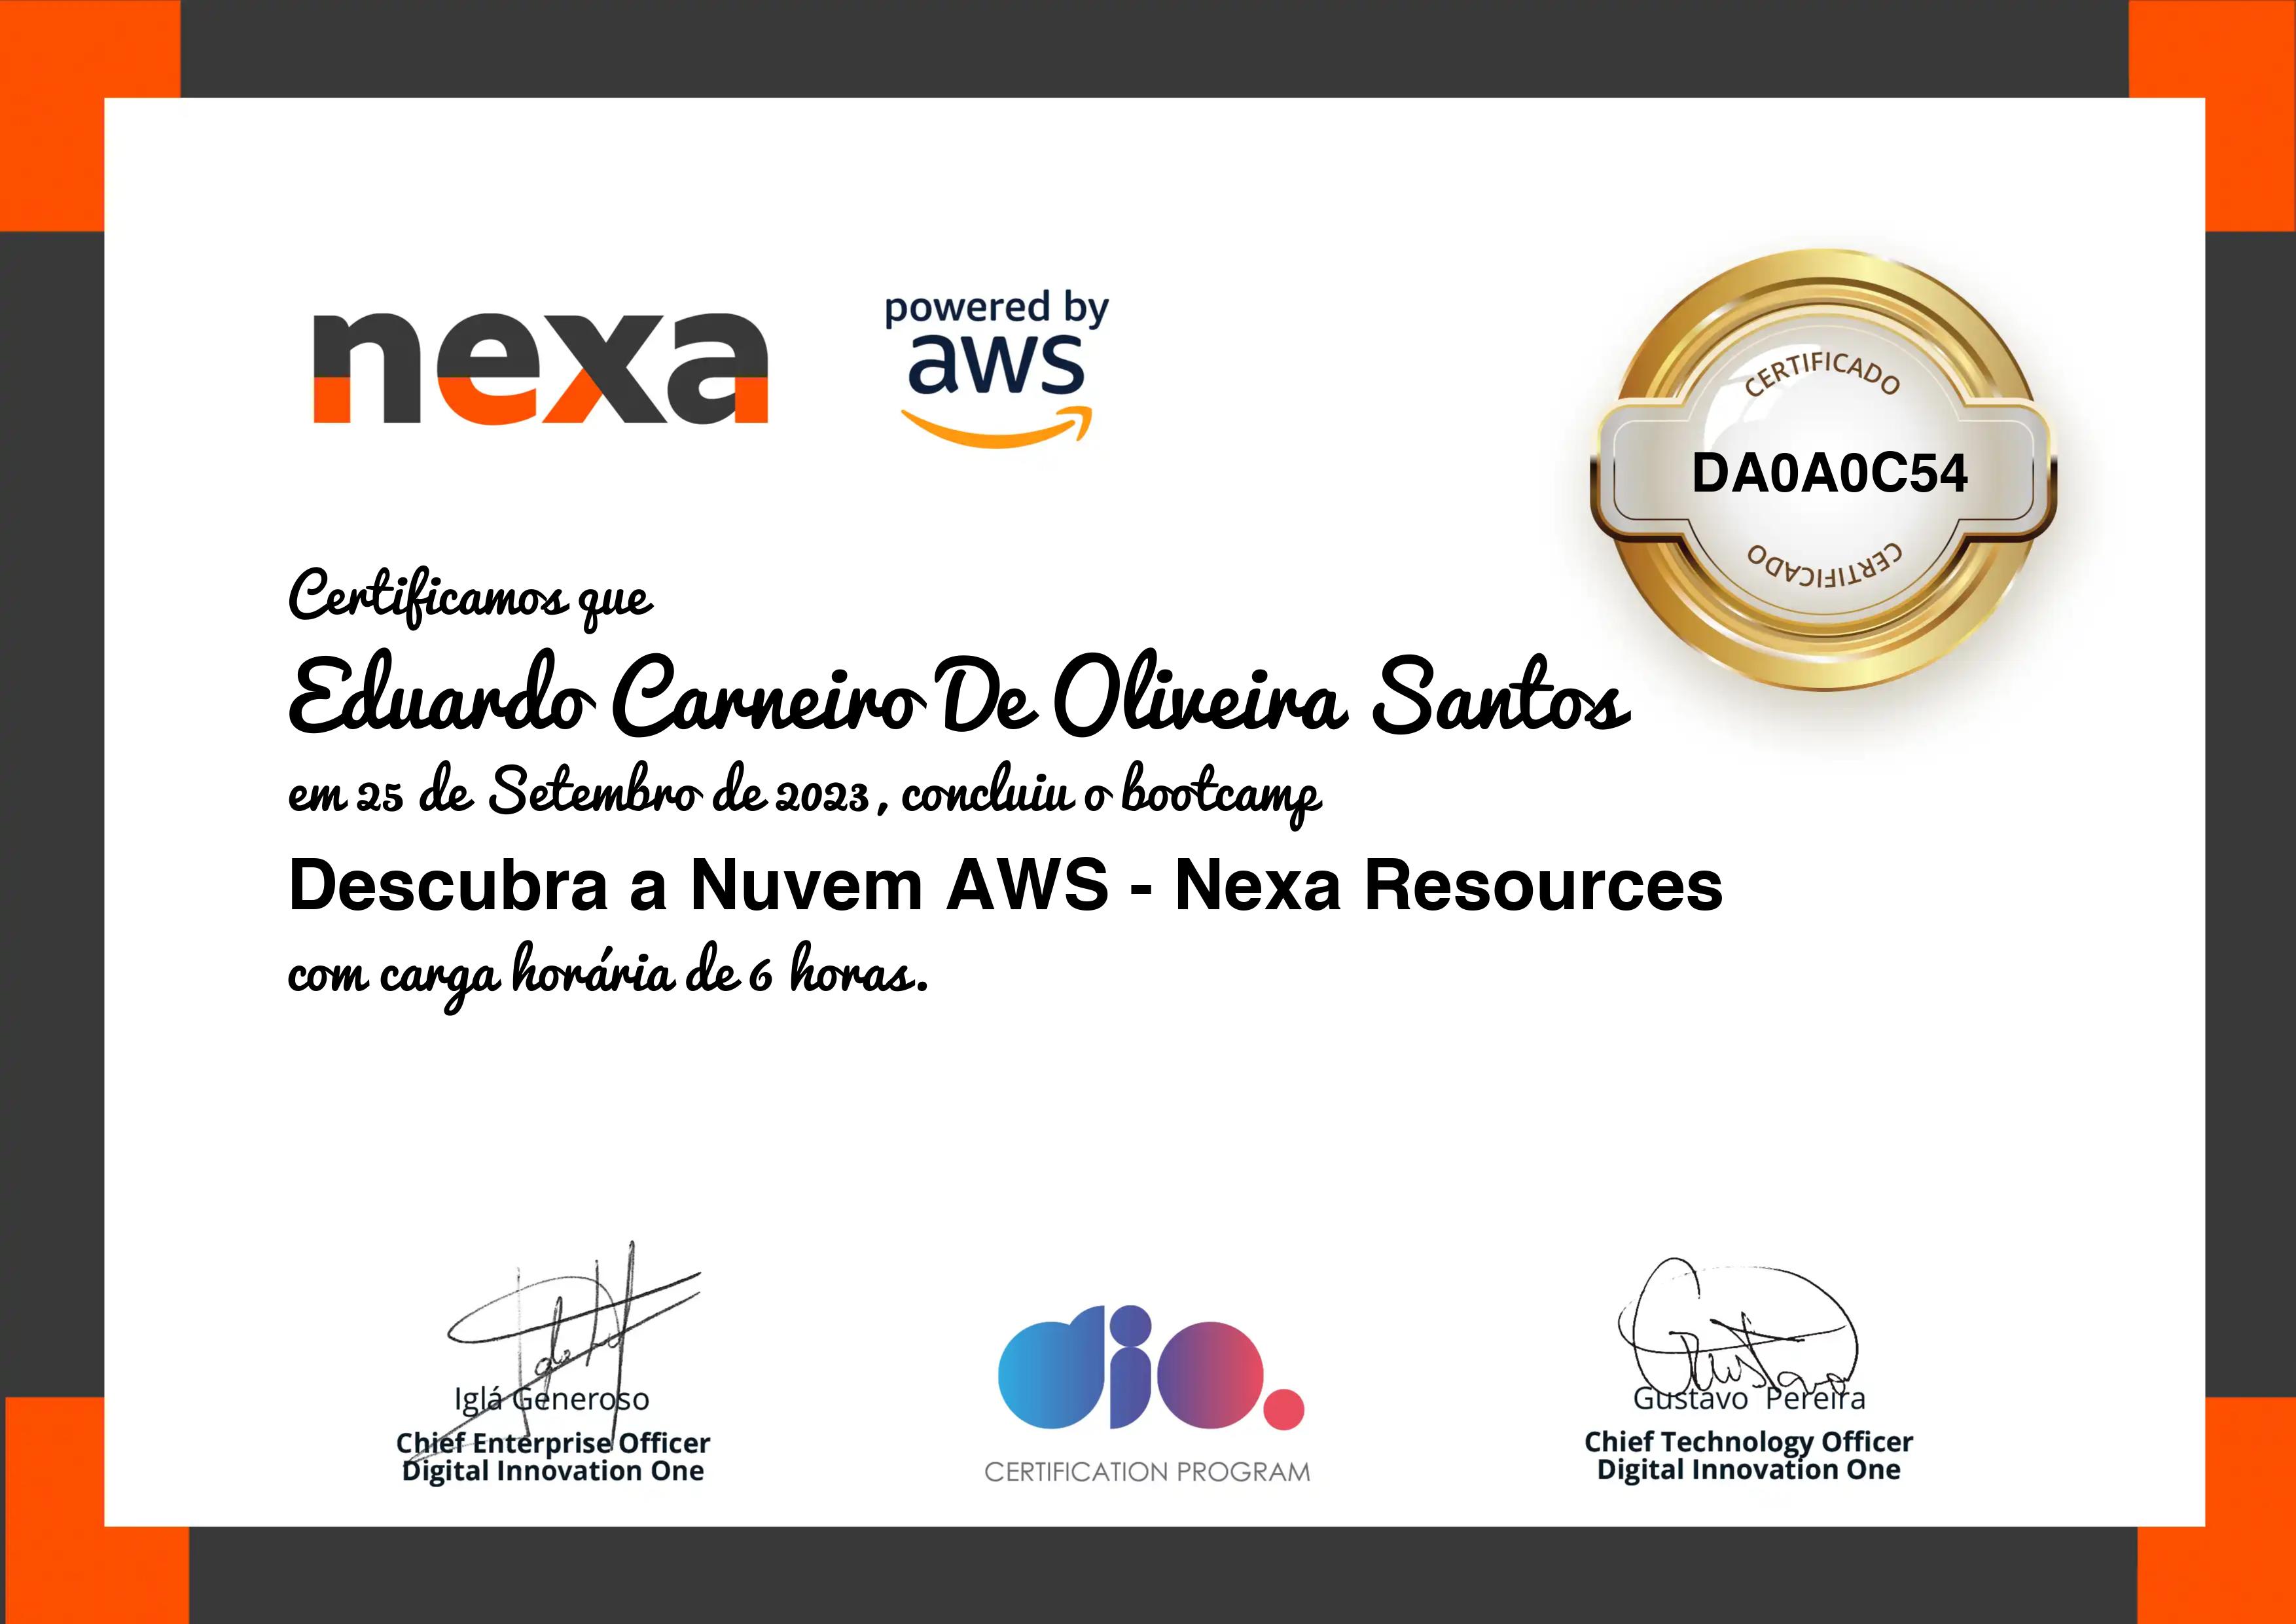 nexa
powered by
aws
CERTIFICADO
DA0A0C54
CERTIFICADO
Certificamos que
Eduardo Carneiro De Oliveira Santos
em 25 de Setembro de 2023, concluiu o bootcamp
Descubra a Nuvem AWS - Nexa Resources
com carga horária de 6 horas.
Iglá Generoso
Chief Enterprise Officer
Digital Innovation One
dio.
CERTIFICATION PROGRAM
Gustavo
Gustavo Pereira
Chief Technology Officer
Digital Innovation One